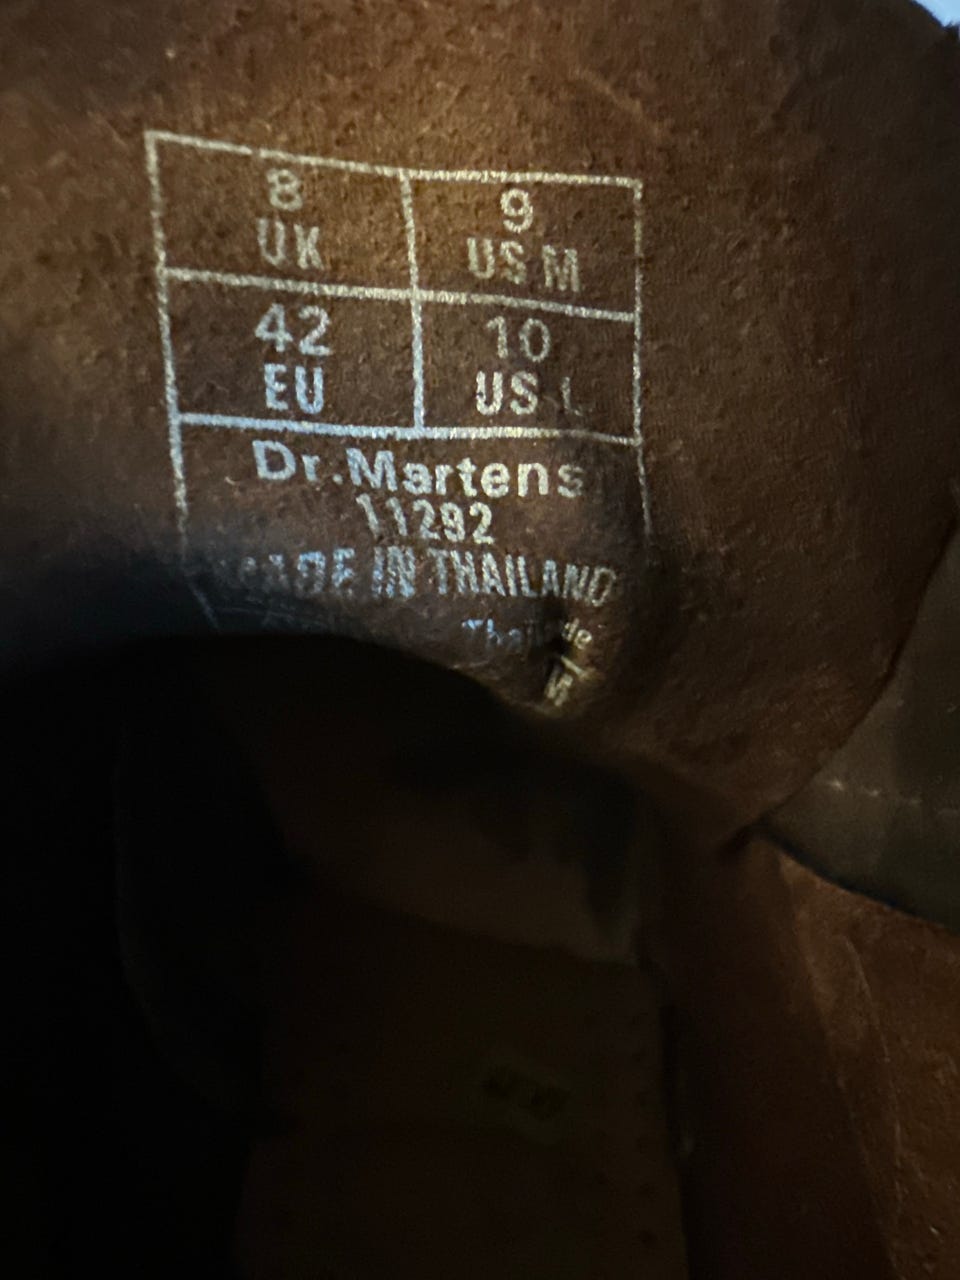 8 9
UK US M
42 10
EU US L
Dr.Martens
11292
MADE IN THAILAND